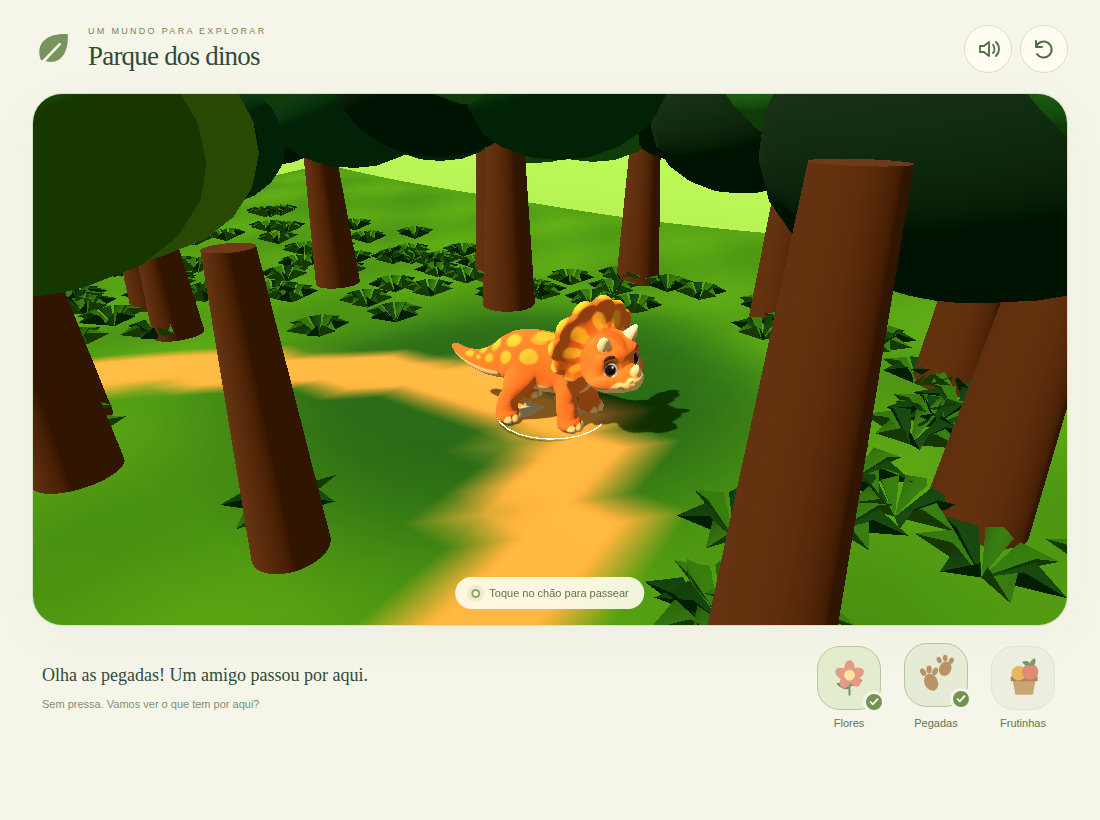 UM MUNDO PARA EXPLORAR
Parque dos dinos
Toque no chão para passear
Olha as pegadas! Um amigo passou por aqui.
Sem pressa. Vamos ver o que tem por aqui?
Flores
Pegadas
Frutinhas